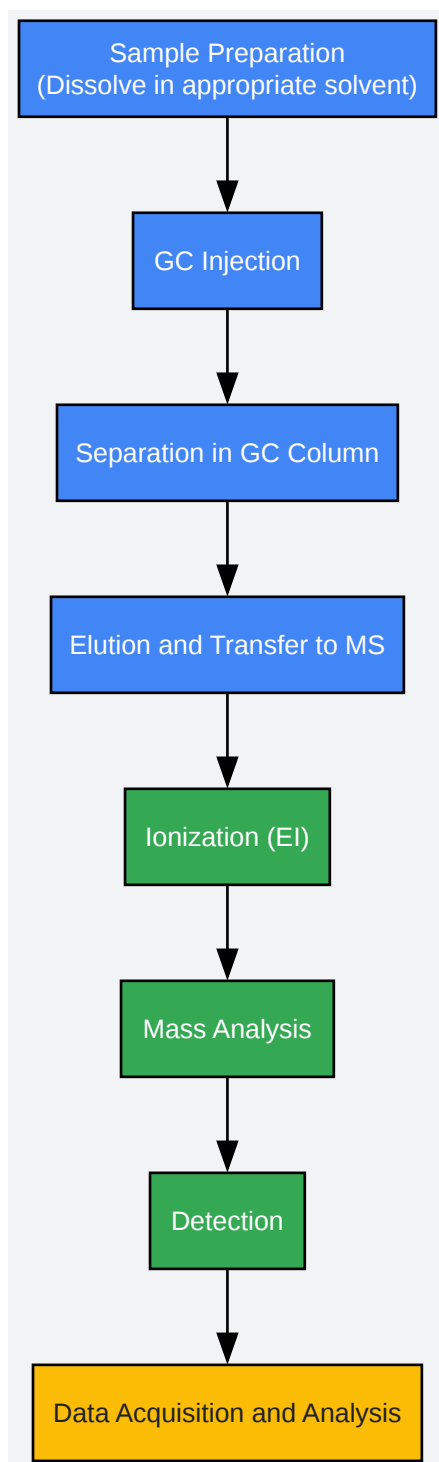 Sample Preparation
(Dissolve in appropriate solvent)
GC Injection
Separation in GC Column
Elution and Transfer to MS
Ionization (EI)
Mass Analysis
Detection
Data Acquisition and Analysis